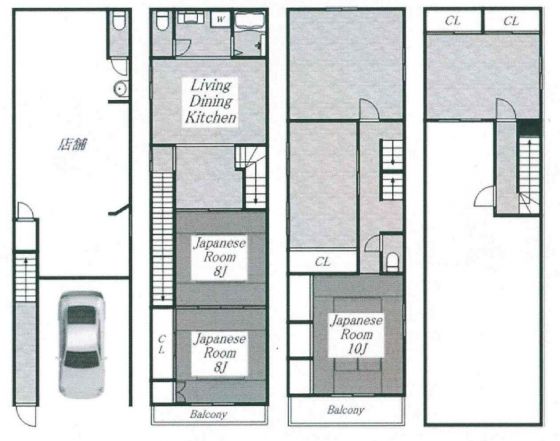 店舗
W
Living
Dining
Kitchen
Japanese
Room
8J
CL
Japanese
Room
8J
Balcony
CL
Japanese
Room
10J
Balcony
CL
CL